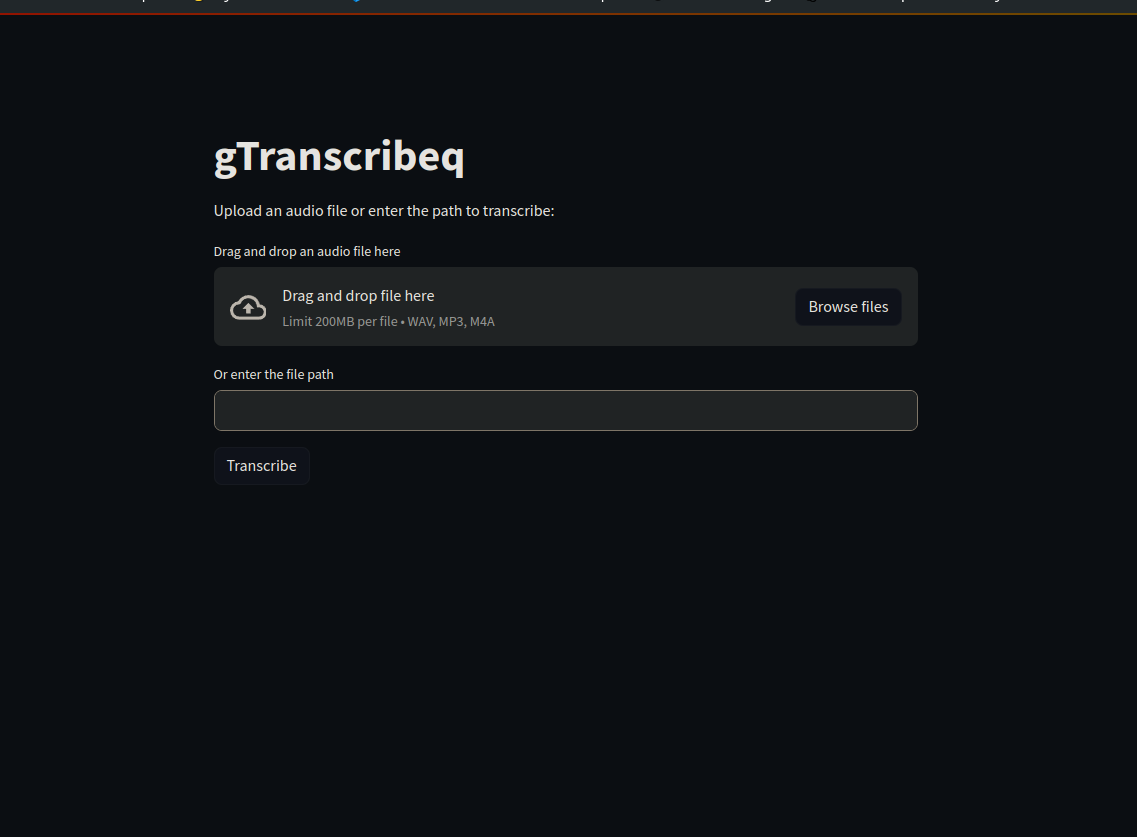 gTranscribeq
Upload an audio file or enter the path to transcribe:
Drag and drop an audio file here
Drag and drop file here
Limit 200MB per file • WAV, MP3, M4A
Browse files
Or enter the file path
Transcribe